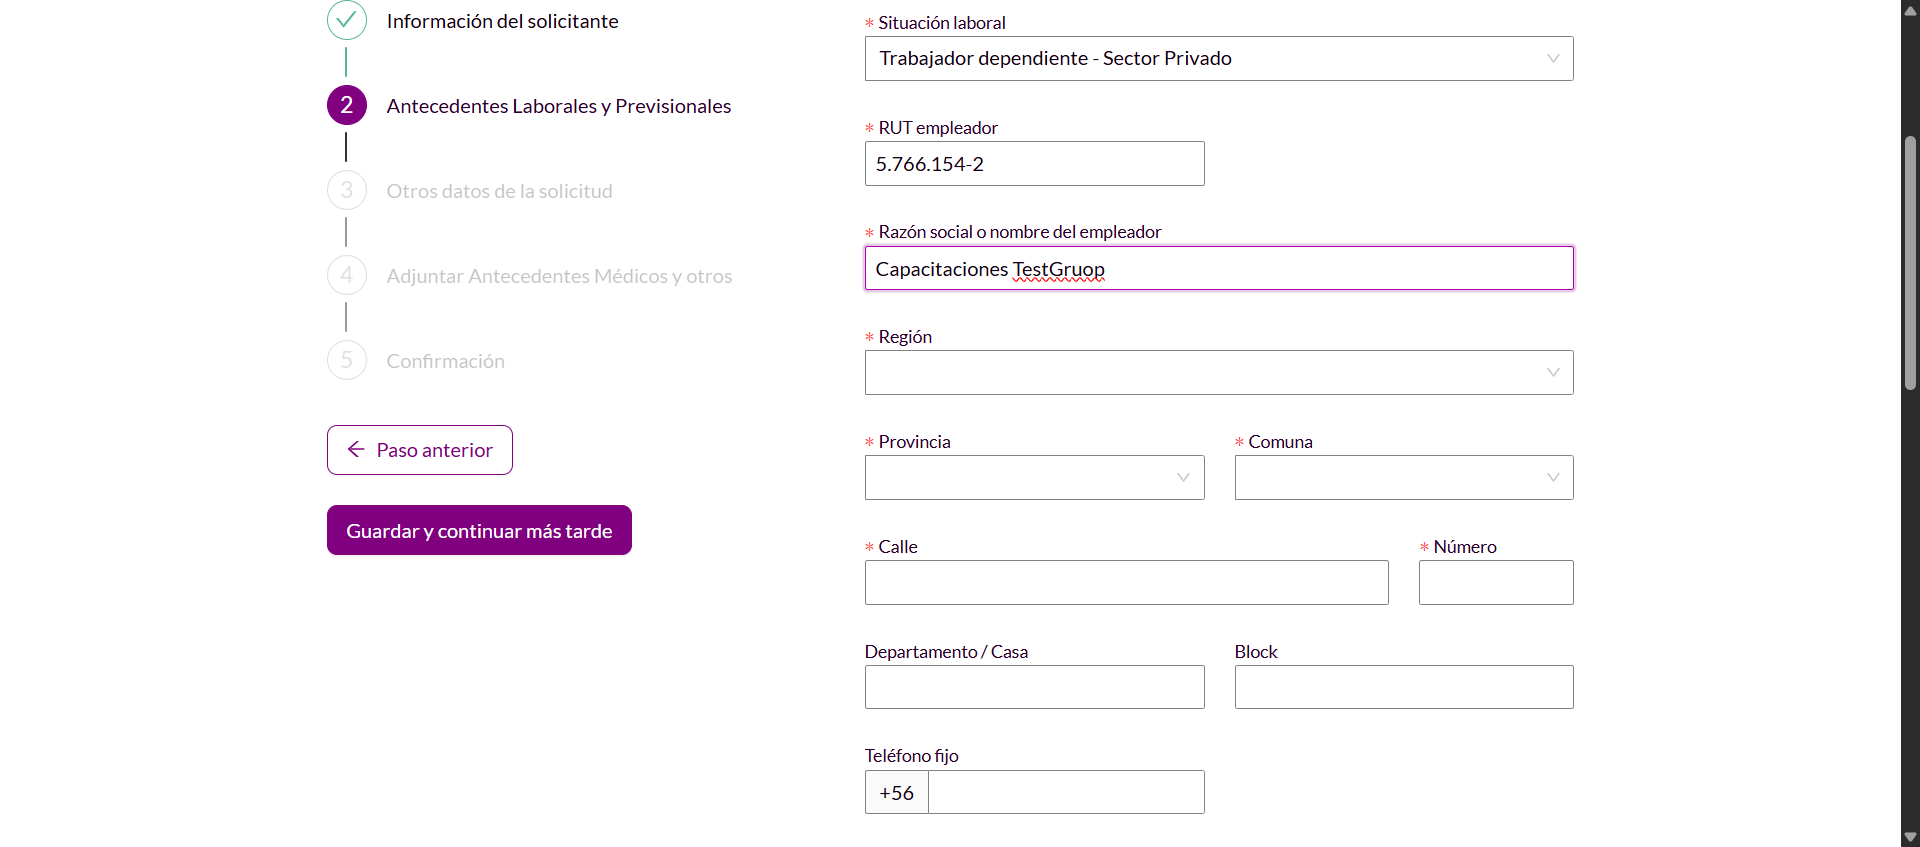 Información del solicitante
2 Antecedentes Laborales y Previsionales
3 Otros datos de la solicitud
4 Adjuntar Antecedentes Médicos y otros
5 Confirmación
Paso anterior
Guardar y continuar más tarde
* Situación laboral
Trabajador dependiente - Sector Privado
* RUT empleador
5.766.154-2
* Razón social o nombre del empleador
Capacitaciones TestGruop
* Región
* Provincia
* Comuna
* Calle
* Número
Departamento / Casa
Block
Teléfono fijo
+56